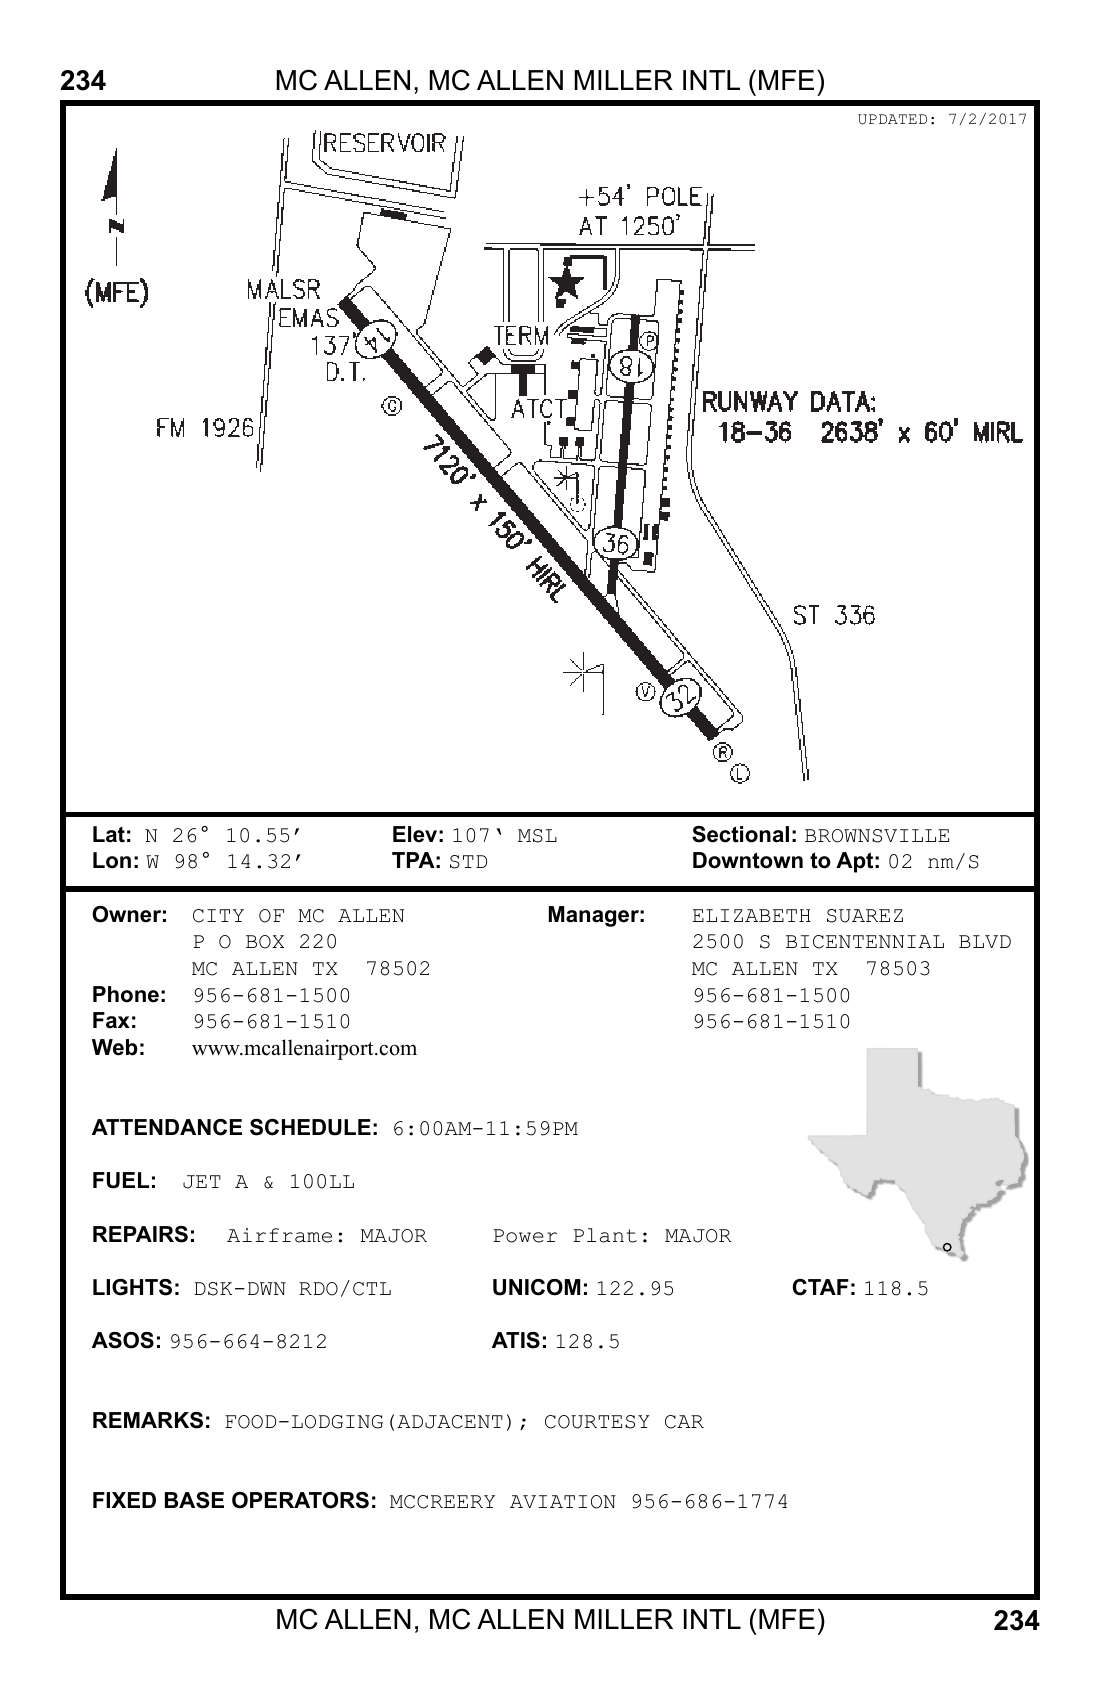 234 MC ALLEN, MC ALLEN MILLER INTL (MFE)
UPDATED: 7/2/2017
RESERVOIR
+54' POLE
AT 1250'
N
(MFE)
MALSR
EMAS
137'
D.T.
14
TERM
P
18
G
ATCT
RUNWAY DATA:
18-36 2638' x 60' MIRL
FM 1926
7120' x 150' HIRL
36
ST 336
V
32
R
L
Lat: N 26° 10.55′ Elev: 107‘ MSL Sectional: BROWNSVILLE
Lon: W 98° 14.32′ TPA: STD Downtown to Apt: 02 nm/S
Owner: CITY OF MC ALLEN Manager: ELIZABETH SUAREZ
P O BOX 220 2500 S BICENTENNIAL BLVD
MC ALLEN TX 78502 MC ALLEN TX 78503
Phone: 956-681-1500 956-681-1500
Fax: 956-681-1510 956-681-1510
Web: www.mcallenairport.com
ATTENDANCE SCHEDULE: 6:00AM-11:59PM
FUEL: JET A & 100LL
REPAIRS: Airframe: MAJOR Power Plant: MAJOR
LIGHTS: DSK-DWN RDO/CTL UNICOM: 122.95 CTAF: 118.5
ASOS: 956-664-8212 ATIS: 128.5
REMARKS: FOOD-LODGING(ADJACENT); COURTESY CAR
FIXED BASE OPERATORS: MCCREERY AVIATION 956-686-1774
MC ALLEN, MC ALLEN MILLER INTL (MFE) 234